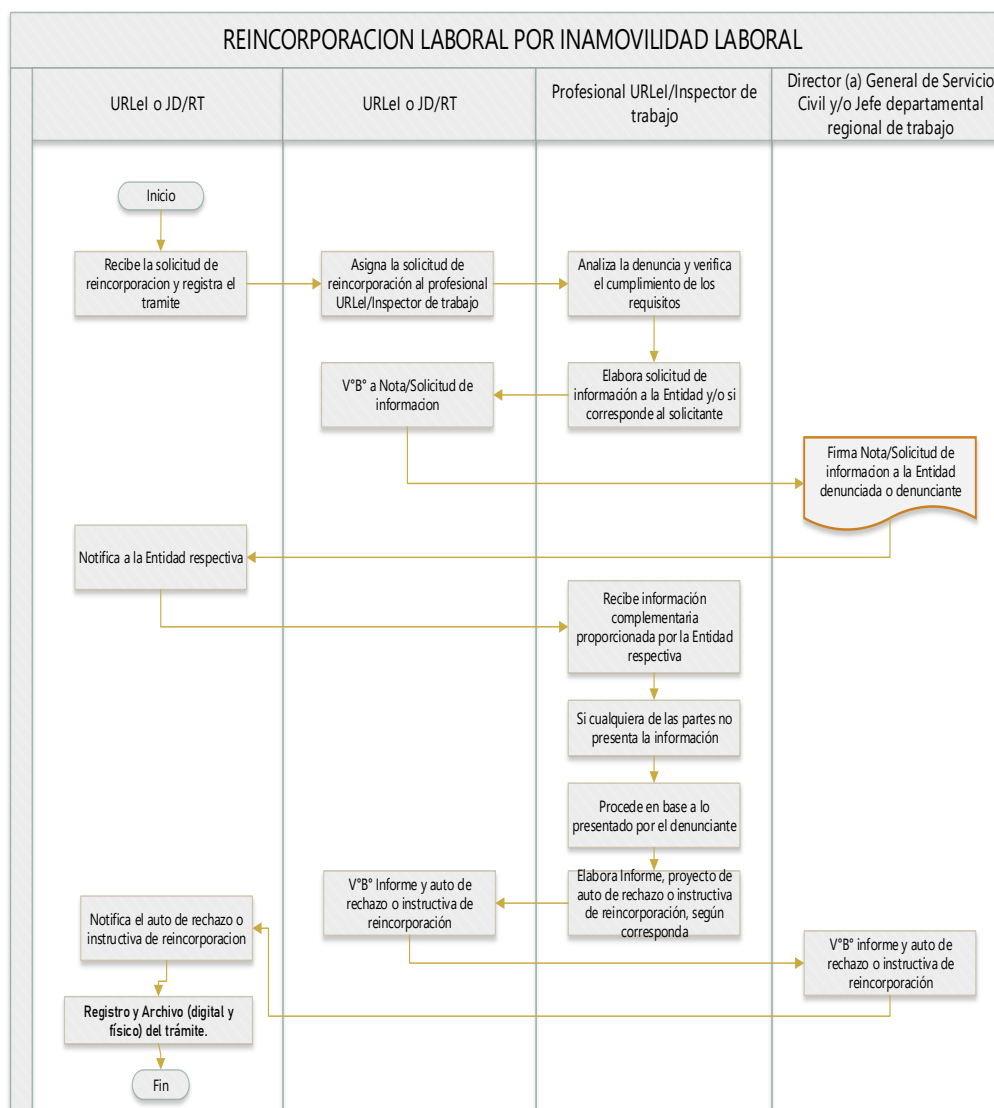 REINCORPORACION LABORAL POR INAMOVILIDAD LABORAL
URLeI o JD/RT
URLeI o JD/RT
Profesional URLeI/Inspector de
trabajo
Director (a) General de Servicio
Civil y/o Jefe departamental
regional de trabajo
Inicio
Recibe la solicitud de
reincorporacion y registra el
tramite
Asigna la solicitud de
reincorporación al profesional
URLeI/Inspector de trabajo
Analiza la denuncia y verifica
el cumplimiento de los
requisitos
Elabora solicitud de
información a la Entidad y/o si
corresponde al solicitante
V°B° a Nota/Solicitud de
informacion
Firma Nota/Solicitud de
informacion a la Entidad
denunciada o denunciante
Notifica a la Entidad respectiva
Recibe información
complementaria
proporcionada por la Entidad
respectiva
Si cualquiera de las partes no
presenta la información
Procede en base a lo
presentado por el denunciante
Elabora Informe, proyecto de
auto de rechazo o instructiva
de reincorporación, según
corresponda
V°B° Informe y auto de
rechazo o instructiva de
reincorporación
V°B° informe y auto de
rechazo o instructiva de
reincorporación
Notifica el auto de rechazo o
instructiva de reincorporacion
Registro y Archivo (digital y
físico) del trámite.
Fin